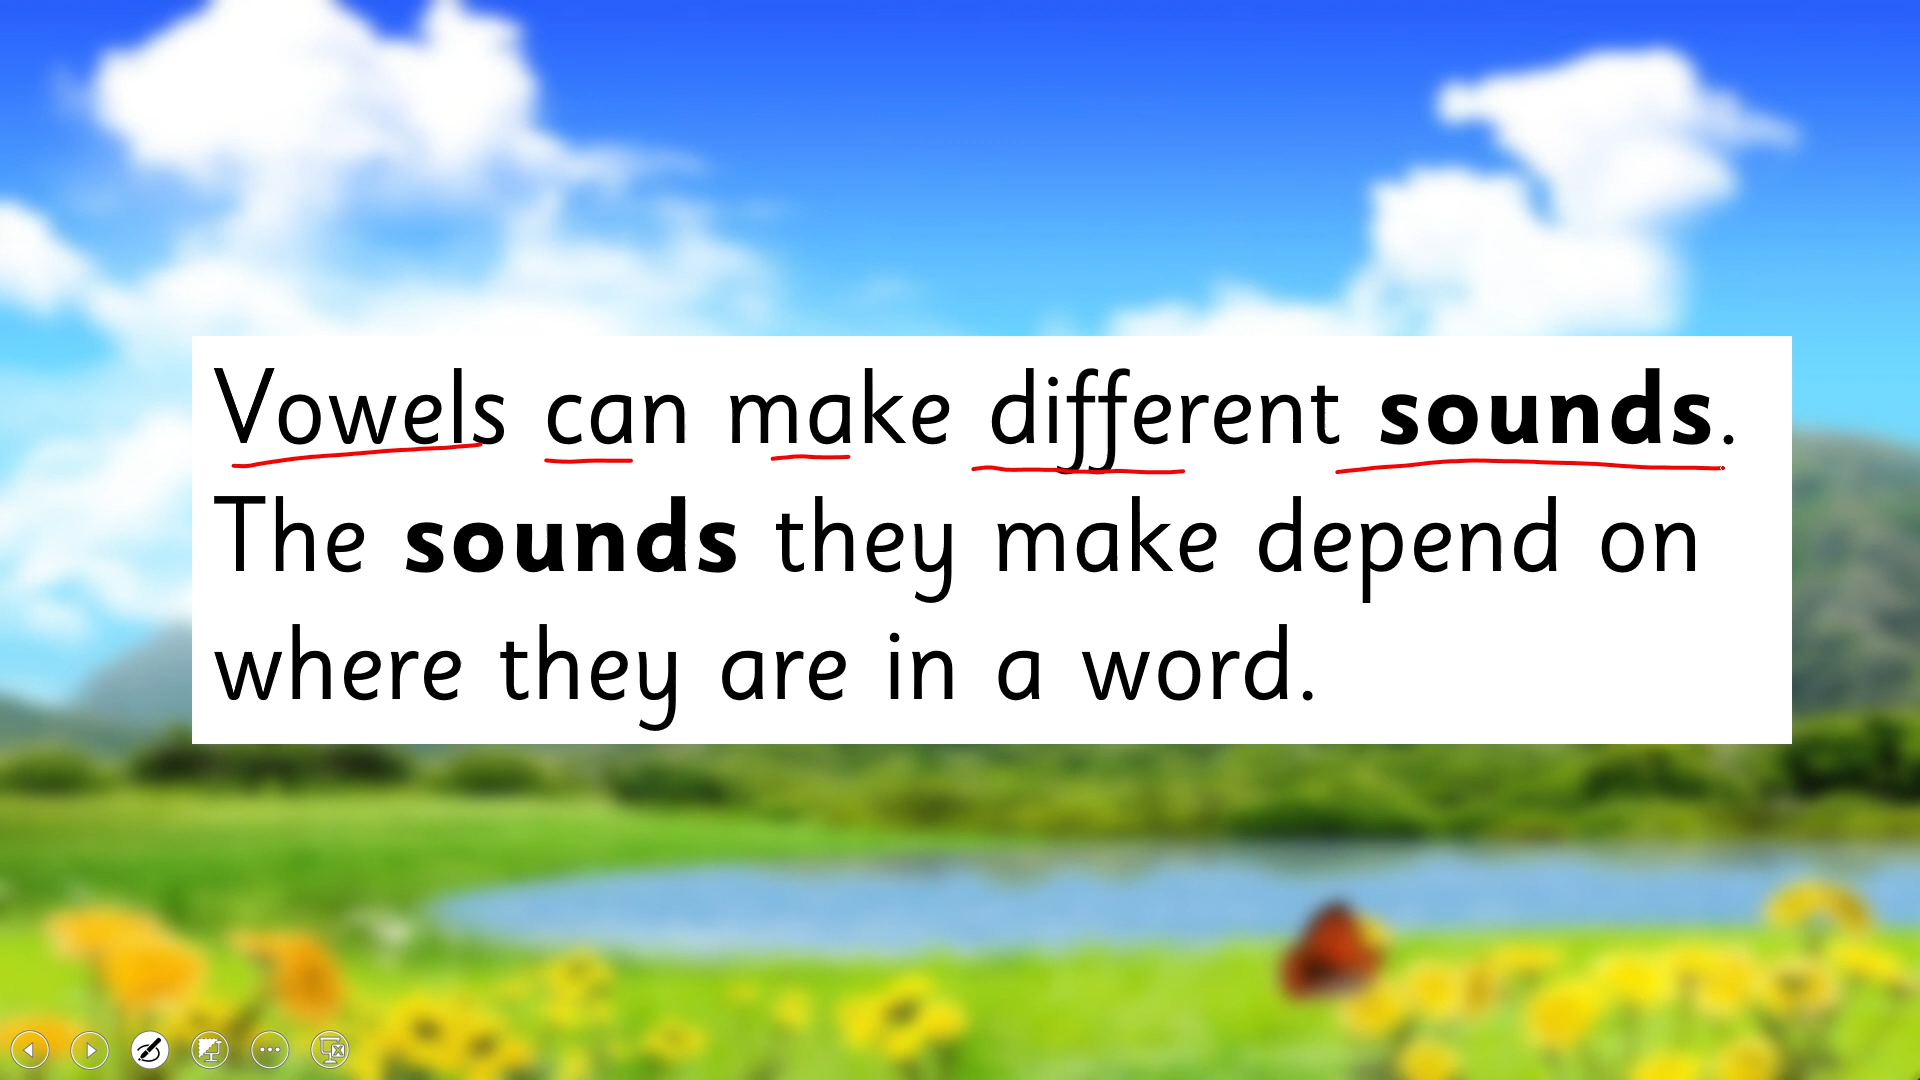 Vowels can make different sounds.
The sounds they make depend on
where they are in a word.